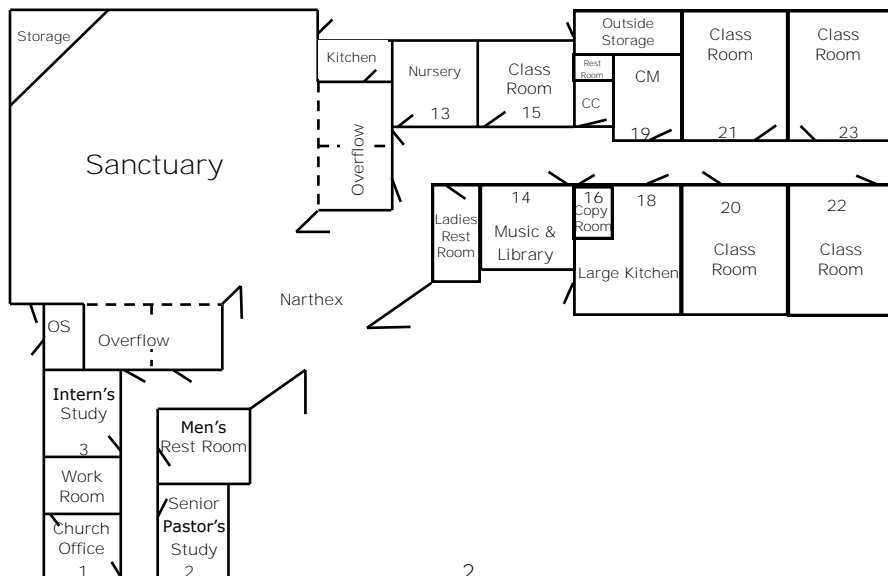 Storage
Kitchen
Nursery
13
Class
Room
15
Outside
Storage
Rest
Room
CC
CM
19
Class
Room
21
Class
Room
23
Sanctuary
Overflow
Ladies
Rest
Room
14
Music &
Library
16
Copy
Room
18
Large Kitchen
20
Class
Room
22
Class
Room
Narthex
OS
Overflow
Intern's
Study
3
Men's
Rest Room
Work
Room
Church
Office
1
Senior
Pastor's
Study
2
2